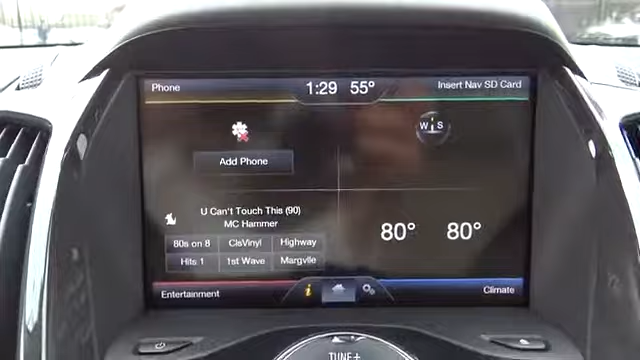 Phone
1:29 55°
Insert Nav SD Card
Add Phone
W S
U Can't Touch This (90)
MC Hammer
80s on 8 ClsVinyl Highway
Hits 1 1st Wave Margvlle
80° 80°
Entertainment
i
Climate
TUNE+